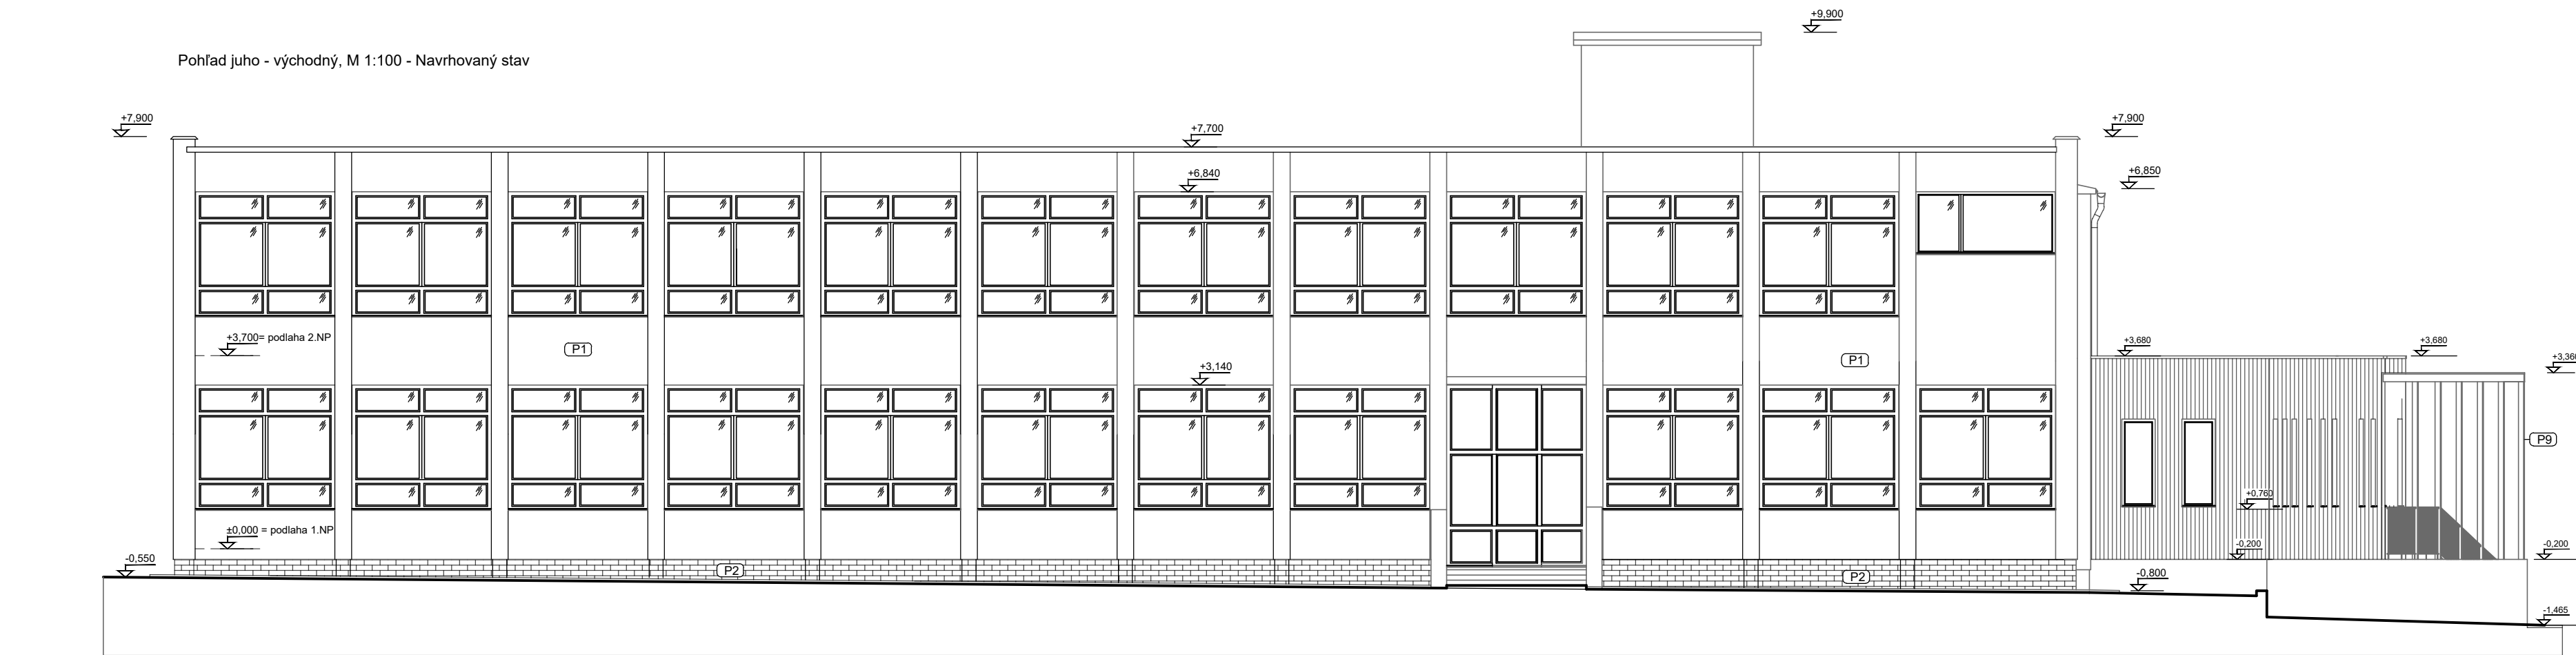 +9,900
Pohľad juho - východný, M 1:100 - Navrhovaný stav
+7,900
+7,700
+7,900
+6,840
+6,850
+3,700= podlaha 2.NP
P1
P1
+3,680
+3,680
+3,140
P9
+0,760
±0,000 = podlaha 1.NP
-0,200
-0,200
-0,550
P2
P2
-0,800
-1,465